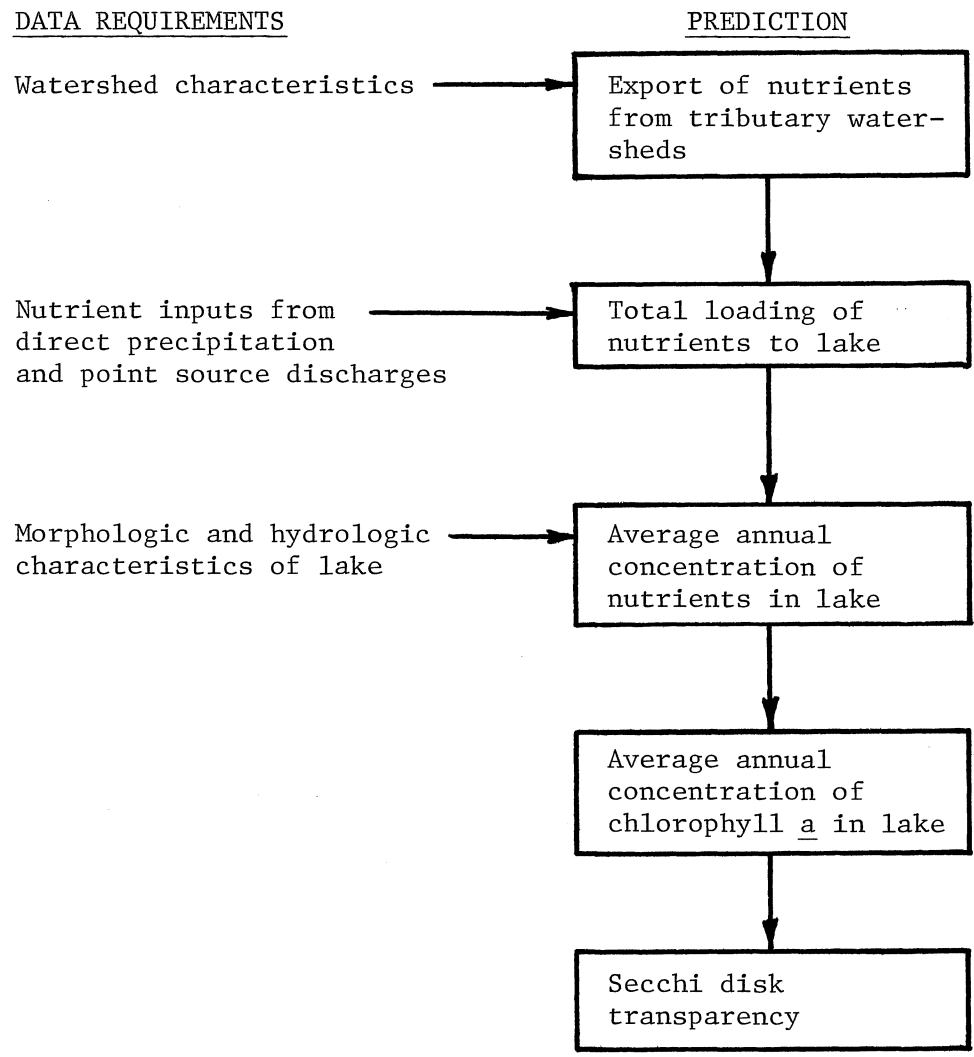 DATA REQUIREMENTS
PREDICTION
Watershed characteristics
Export of nutrients
from tributary water-
sheds
Nutrient inputs from
direct precipitation
and point source discharges
Total loading of
nutrients to lake
Morphologic and hydrologic
characteristics of lake
Average annual
concentration of
nutrients in lake
Average annual
concentration of
chlorophyll a in lake
Secchi disk
transparency